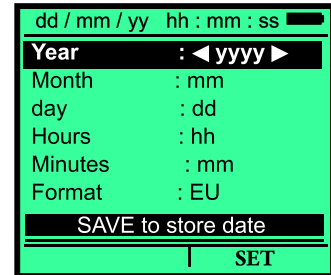 dd / mm / yy hh : mm : ss
Year : ◀ yyyy ▶
Month : mm
day : dd
Hours : hh
Minutes : mm
Format : EU
SAVE to store date
SET